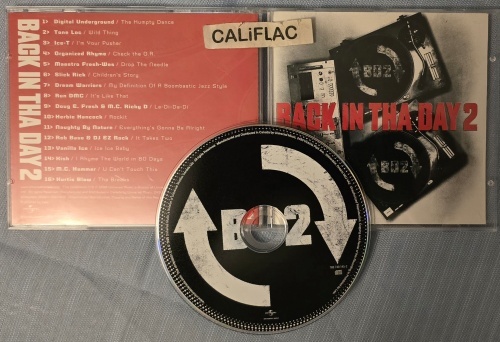 CALiFLAC
BACK IN THA DAY 2
1> Digital Underground / The Humpty Dance
2> Tone Loc / Wild Thing
3> Ice-T / I'm Your Pusher
4> Organized Rhyme / Check the O.R.
5> Maestro Fresh-Wes / Drop The Needle
6> Slick Rick / Children's Story
7> Dream Warriors / My Definition Of A Boombastic Jazz Style
8> Run DMC / It's Like That
9> Doug E. Fresh & M.C. Ricky D / La-Di-Da-Di
10> Herbie Hancock / Rockit
11> Naughty By Nature / Everything's Gonna Be Alright
12> Rob Base & DJ EZ Rock / It Takes Two
13> Vanilla Ice / Ice Ice Baby
14> Kish / I Rhyme The World In 80 Days
15> M.C. Hammer / U Can't Touch This
16> Kurtis Blow / The Breaks
BD2
BACK IN THA DAY 2
BD2